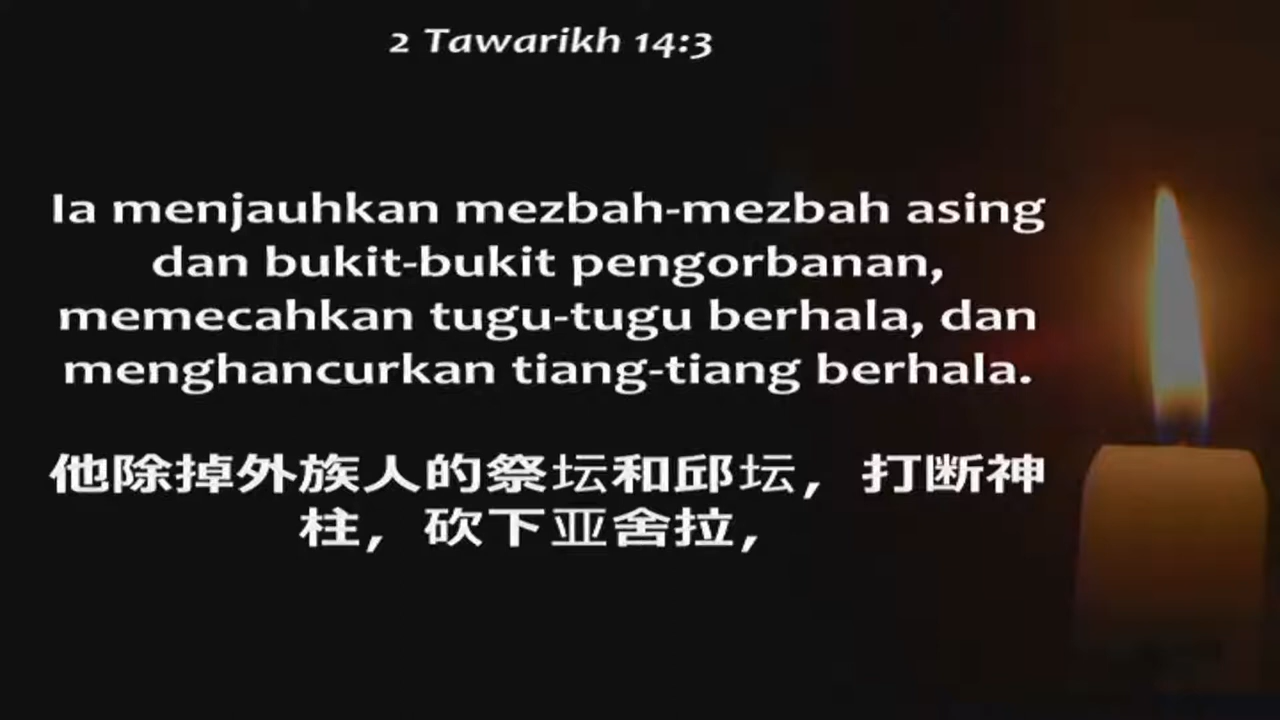 2 Tawarikh 14:3
Ia menjauhkan mezbah-mezbah asing
dan bukit-bukit pengorbanan,
memecahkan tugu-tugu berhala, dan
menghancurkan tiang-tiang berhala.
他除掉外族人的祭坛和邱坛，打断神
柱，砍下亚舍拉，